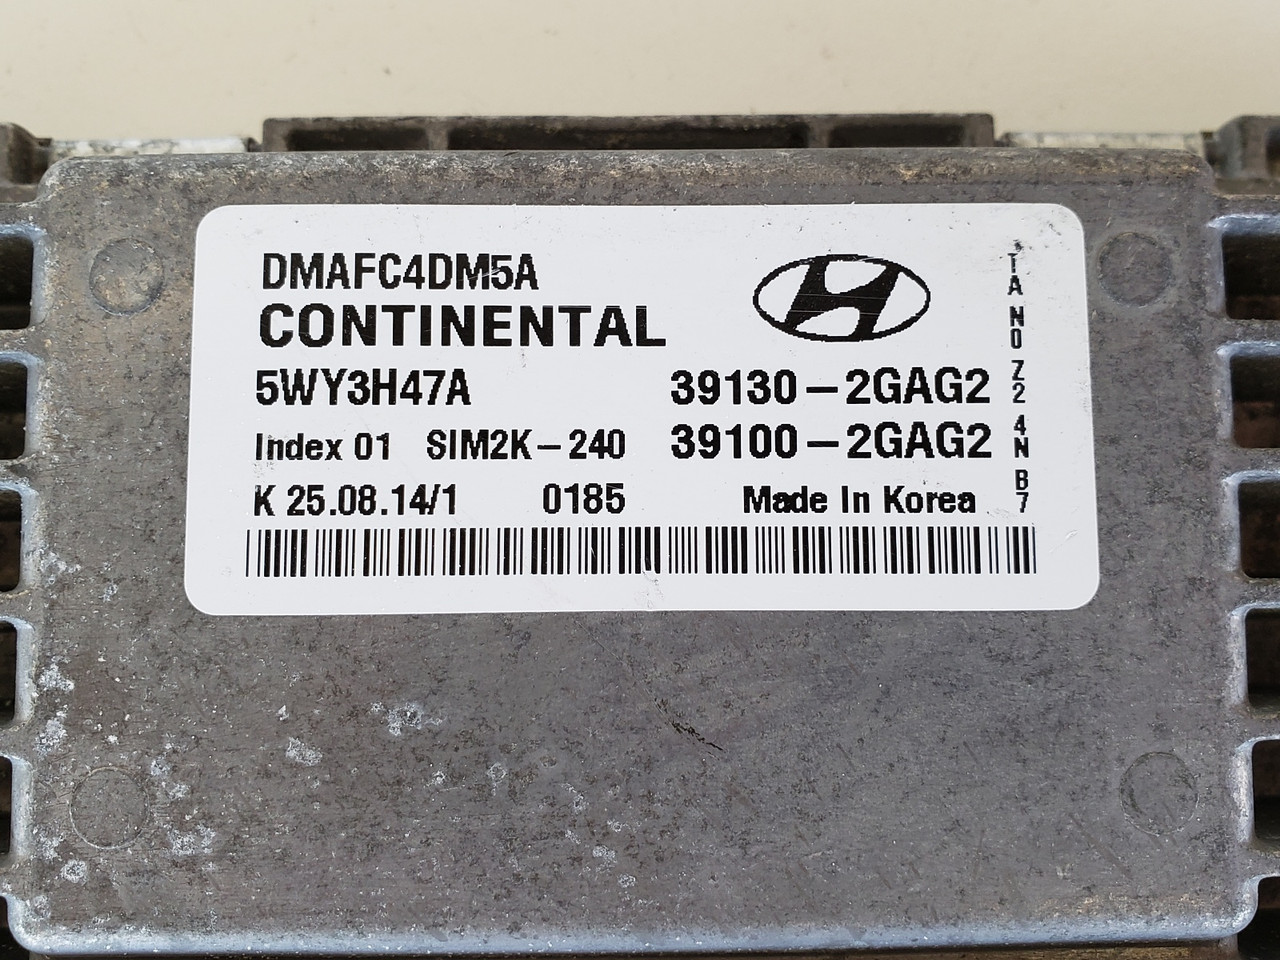 DMAFC4DM5A
CONTINENTAL
5WY3H47A 39130-2GAG2
Index 01 SIM2K-240 39100-2GAG2
K 25.08.14/1 0185 Made In Korea
*TA N0 Z2 4N B7